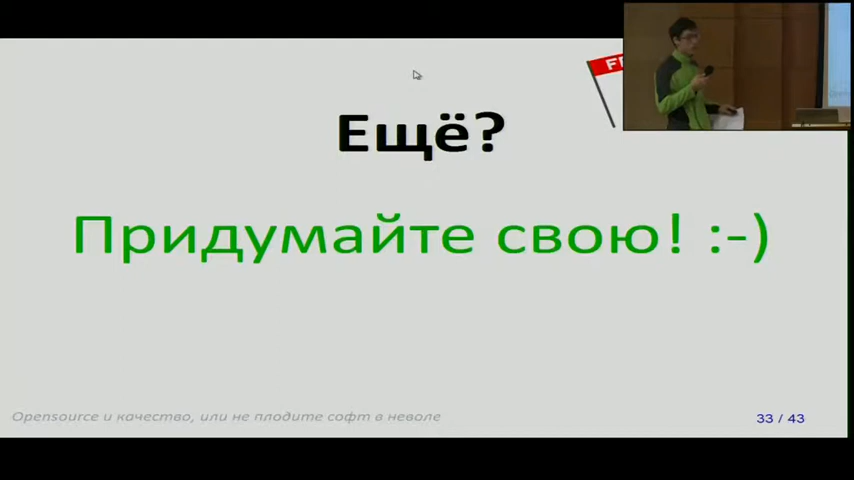 Ещё?
Придумайте свою! :-)
Opensource и качество, или не плодите софт в неволе
33 / 43